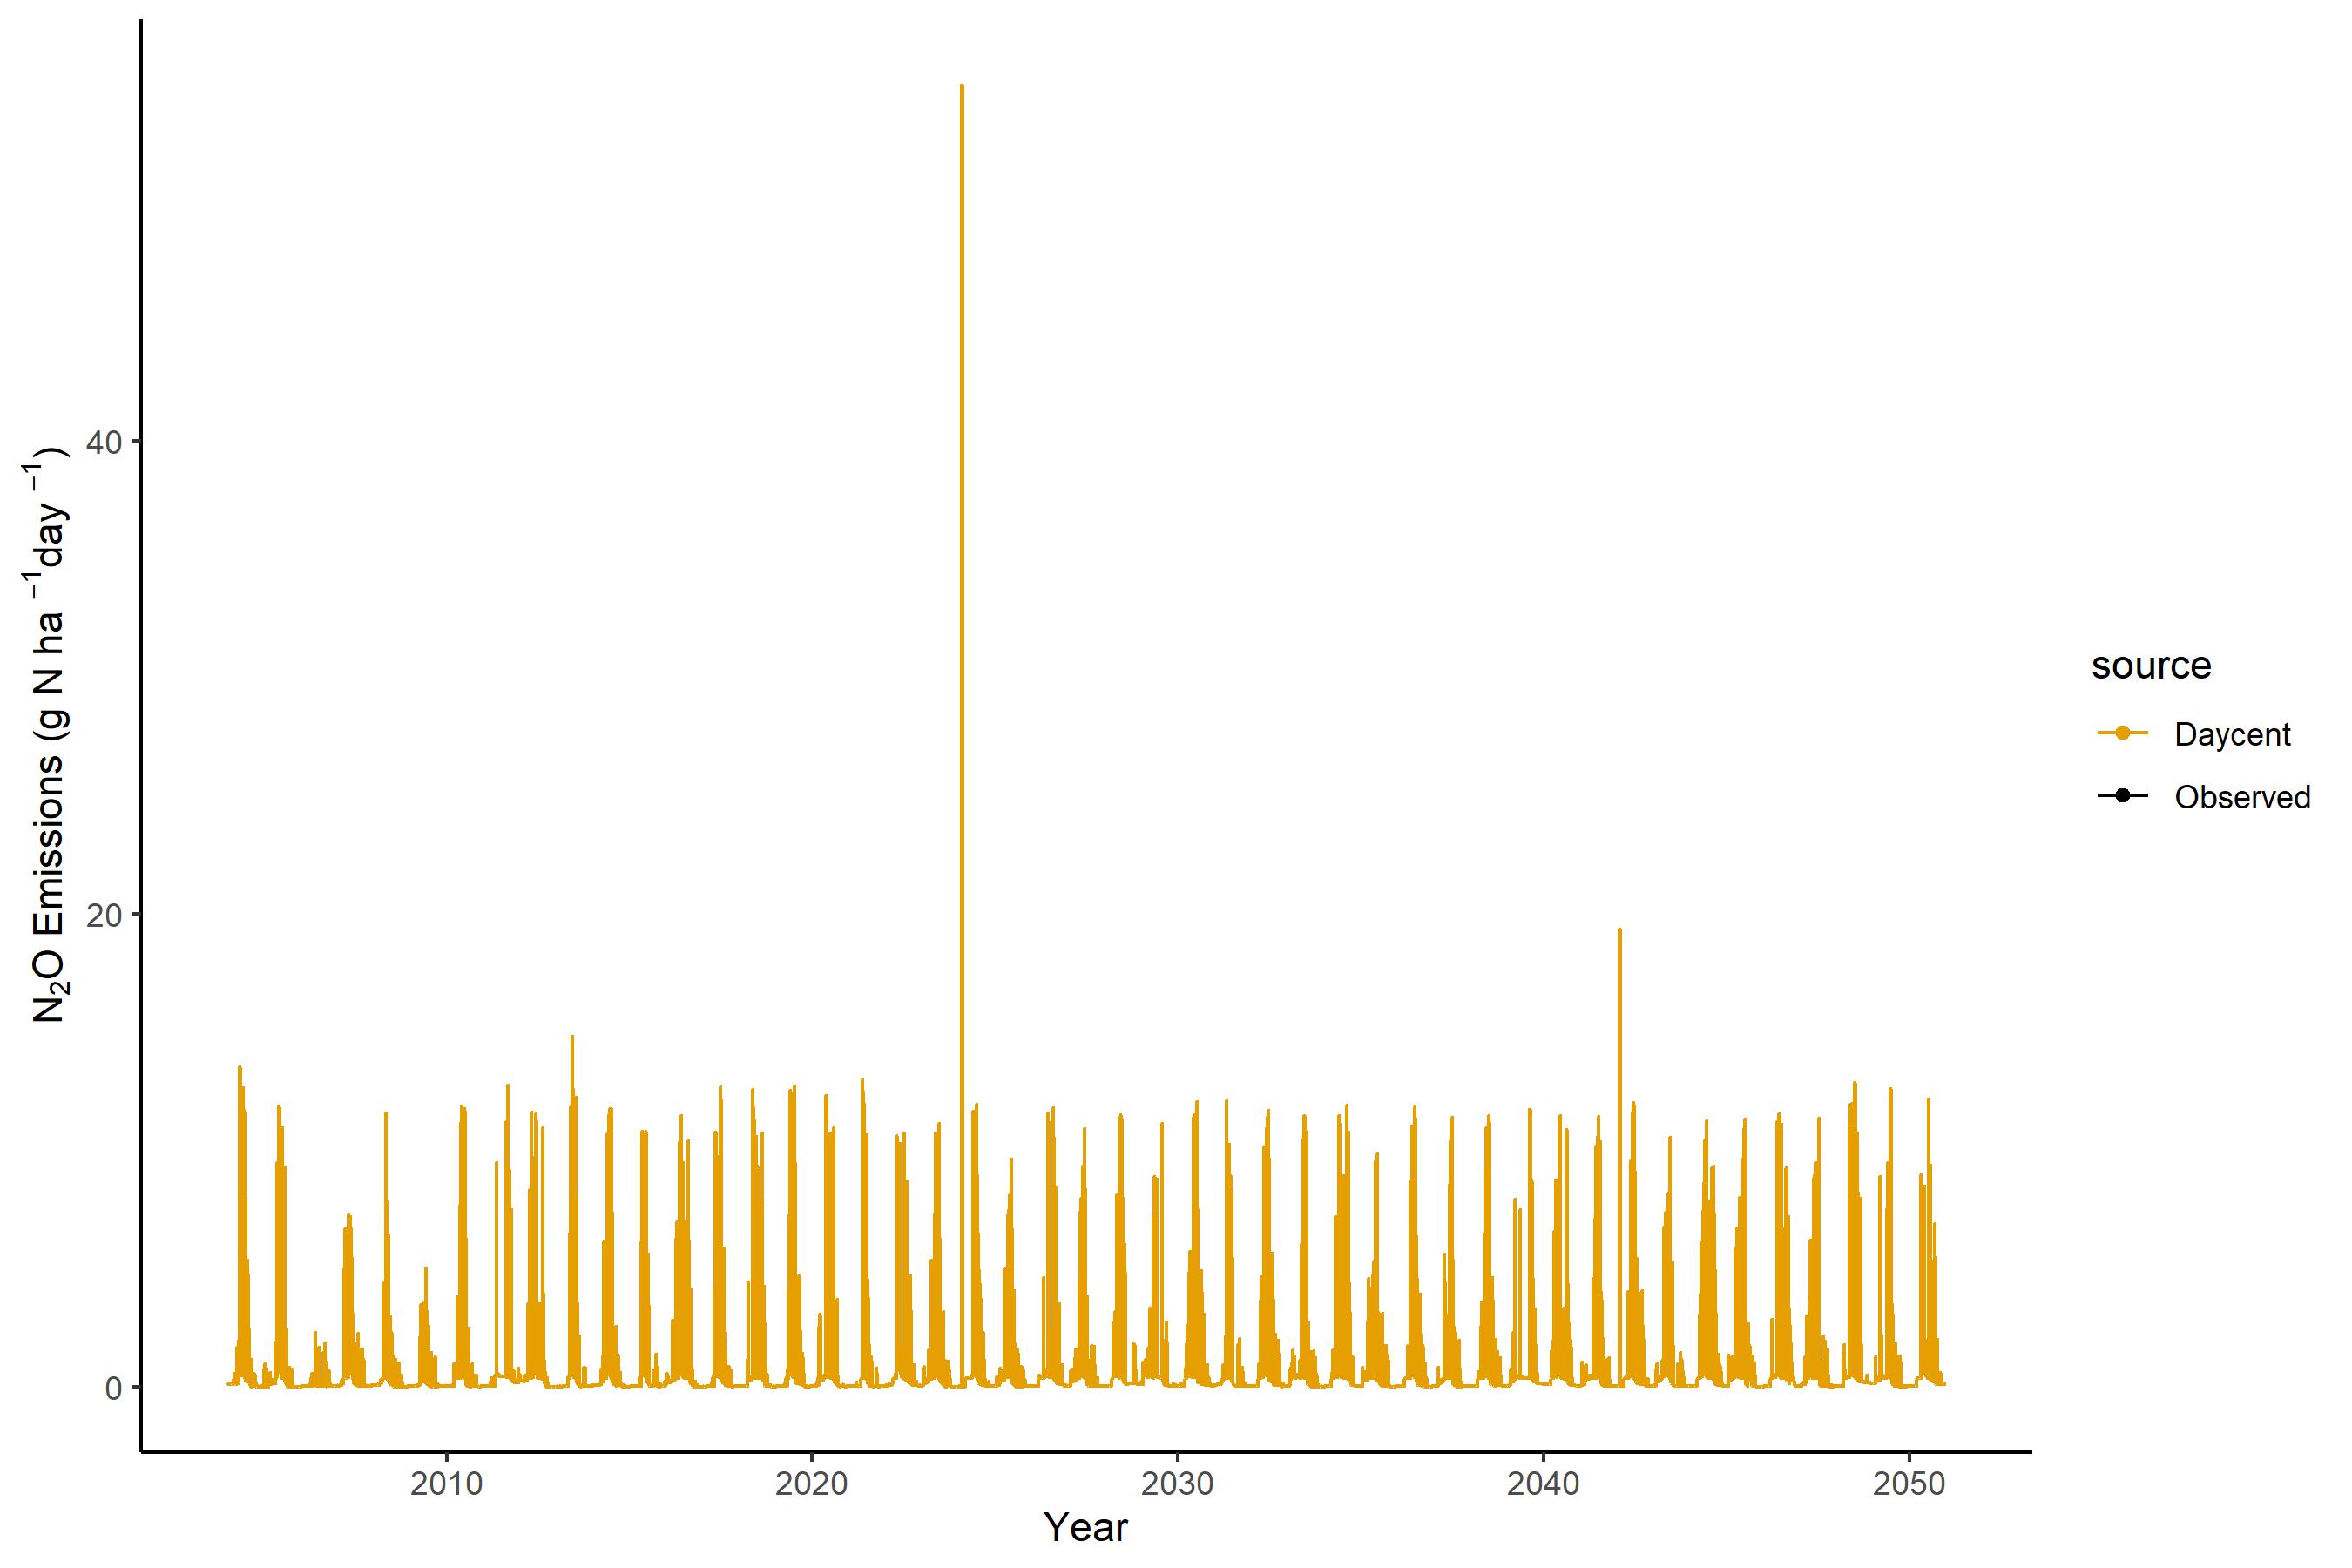 N₂O Emissions (g N ha ⁻¹day ⁻¹)
40
20
0
2010 2020 2030 2040 2050
Year
source
Daycent
Observed